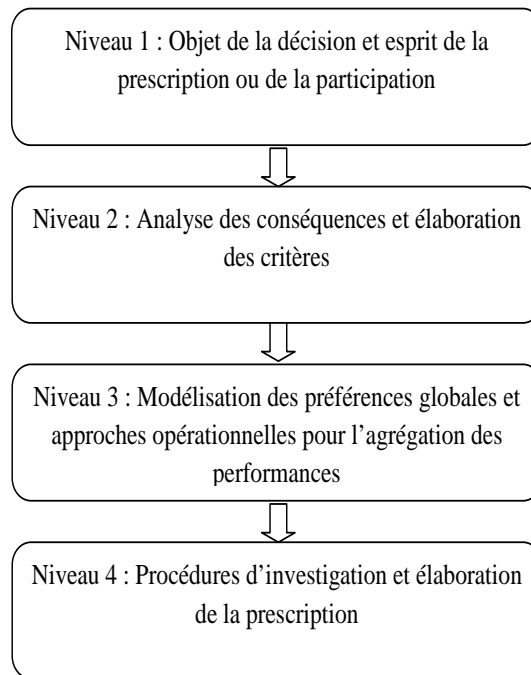 Niveau 1 : Objet de la décision et esprit de la
prescription ou de la participation
Niveau 2 : Analyse des conséquences et élaboration
des critères
Niveau 3 : Modélisation des préférences globales et
approches opérationnelles pour l’agrégation des
performances
Niveau 4 : Procédures d’investigation et élaboration
de la prescription